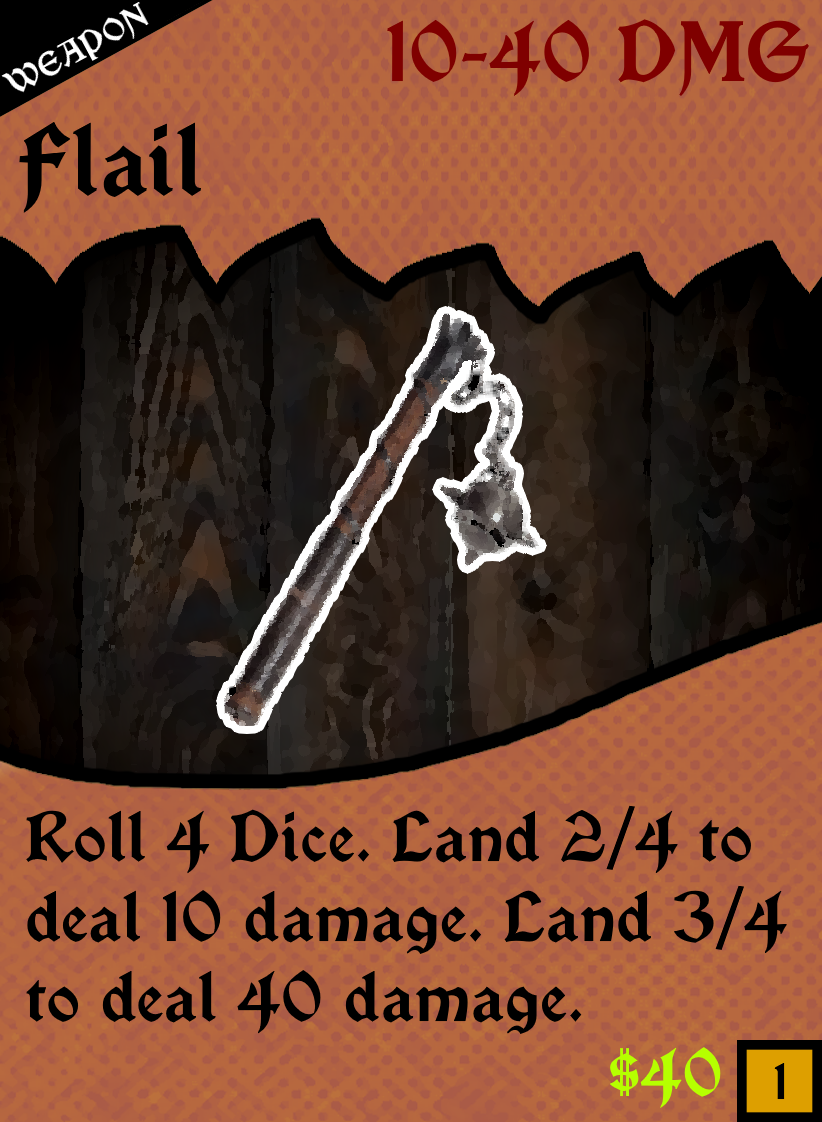 WEAPON
10-40 DMG
Flail
Roll 4 Dice. Land 2/4 to
deal 10 damage. Land 3/4
to deal 40 damage.
$40
1